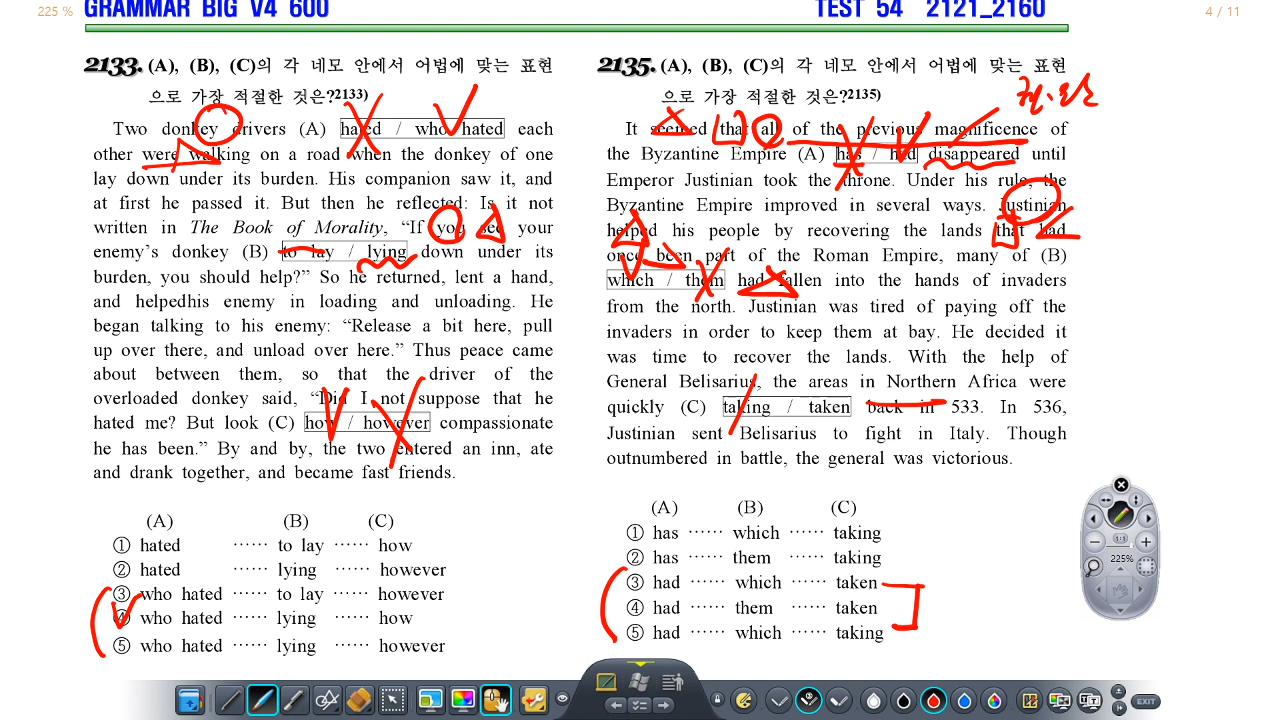 225 %
GRAMMAR BIG V4 600
TEST 54 2121_2160
4 / 11
2133. (A), (B), (C)의 각 네모 안에서 어법에 맞는 표현
으로 가장 적절한 것은?2133)
Two donkey drivers (A) hated / who hated each
other were walking on a road when the donkey of one
lay down under its burden. His companion saw it, and
at first he passed it. But then he reflected: Is it not
written in The Book of Morality, “If you see your
enemy’s donkey (B) to lay / lying down under its
burden, you should help?” So he returned, lent a hand,
and helpedhis enemy in loading and unloading. He
began talking to his enemy: “Release a bit here, pull
up over there, and unload over here.” Thus peace came
about between them, so that the driver of the
overloaded donkey said, “Did I not suppose that he
hated me? But look (C) how / however compassionate
he has been.” By and by, the two entered an inn, ate
and drank together, and became fast friends.
(A) (B) (C)
① hated ······ to lay ······ how
② hated ······ lying ······ however
③ who hated ······ to lay ······ however
④ who hated ······ lying ······ how
⑤ who hated ······ lying ······ however
2135. (A), (B), (C)의 각 네모 안에서 어법에 맞는 표현
으로 가장 적절한 것은?2135)
It seemed that all of the previous magnificence of
the Byzantine Empire (A) has / had disappeared until
Emperor Justinian took the throne. Under his rule, the
Byzantine Empire improved in several ways. Justinian
helped his people by recovering the lands that had
once been part of the Roman Empire, many of (B)
which / them had fallen into the hands of invaders
from the north. Justinian was tired of paying off the
invaders in order to keep them at bay. He decided it
was time to recover the lands. With the help of
General Belisarius, the areas in Northern Africa were
quickly (C) taking / taken back in 533. In 536,
Justinian sent Belisarius to fight in Italy. Though
outnumbered in battle, the general was victorious.
(A) (B) (C)
① has ······ which ······ taking
② has ······ them ······ taking
③ had ······ which ······ taken
④ had ······ them ······ taken
⑤ had ······ which ······ taking
1:1
225%
EXIT